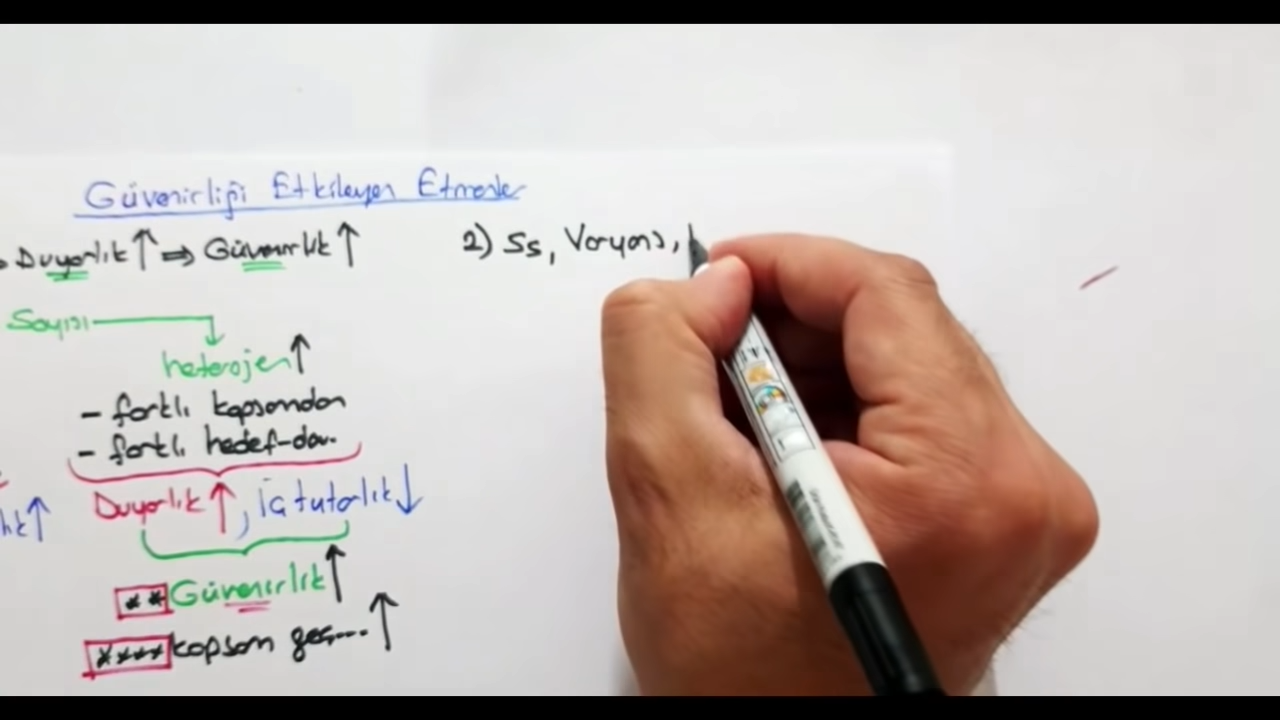 Güvenirliği Etkileyen Etmenler
Duyarlık ↑ ⇒ Güvenirlik ↑
Sayısı
heterojen ↑
- farklı kapsamdan
- farklı hedef-dav.
Duyarlık ↑, İç tutarlık ↓
** Güvenirlik ↑
**** kapsam geç.... ↑
2) Ss, Varyans,